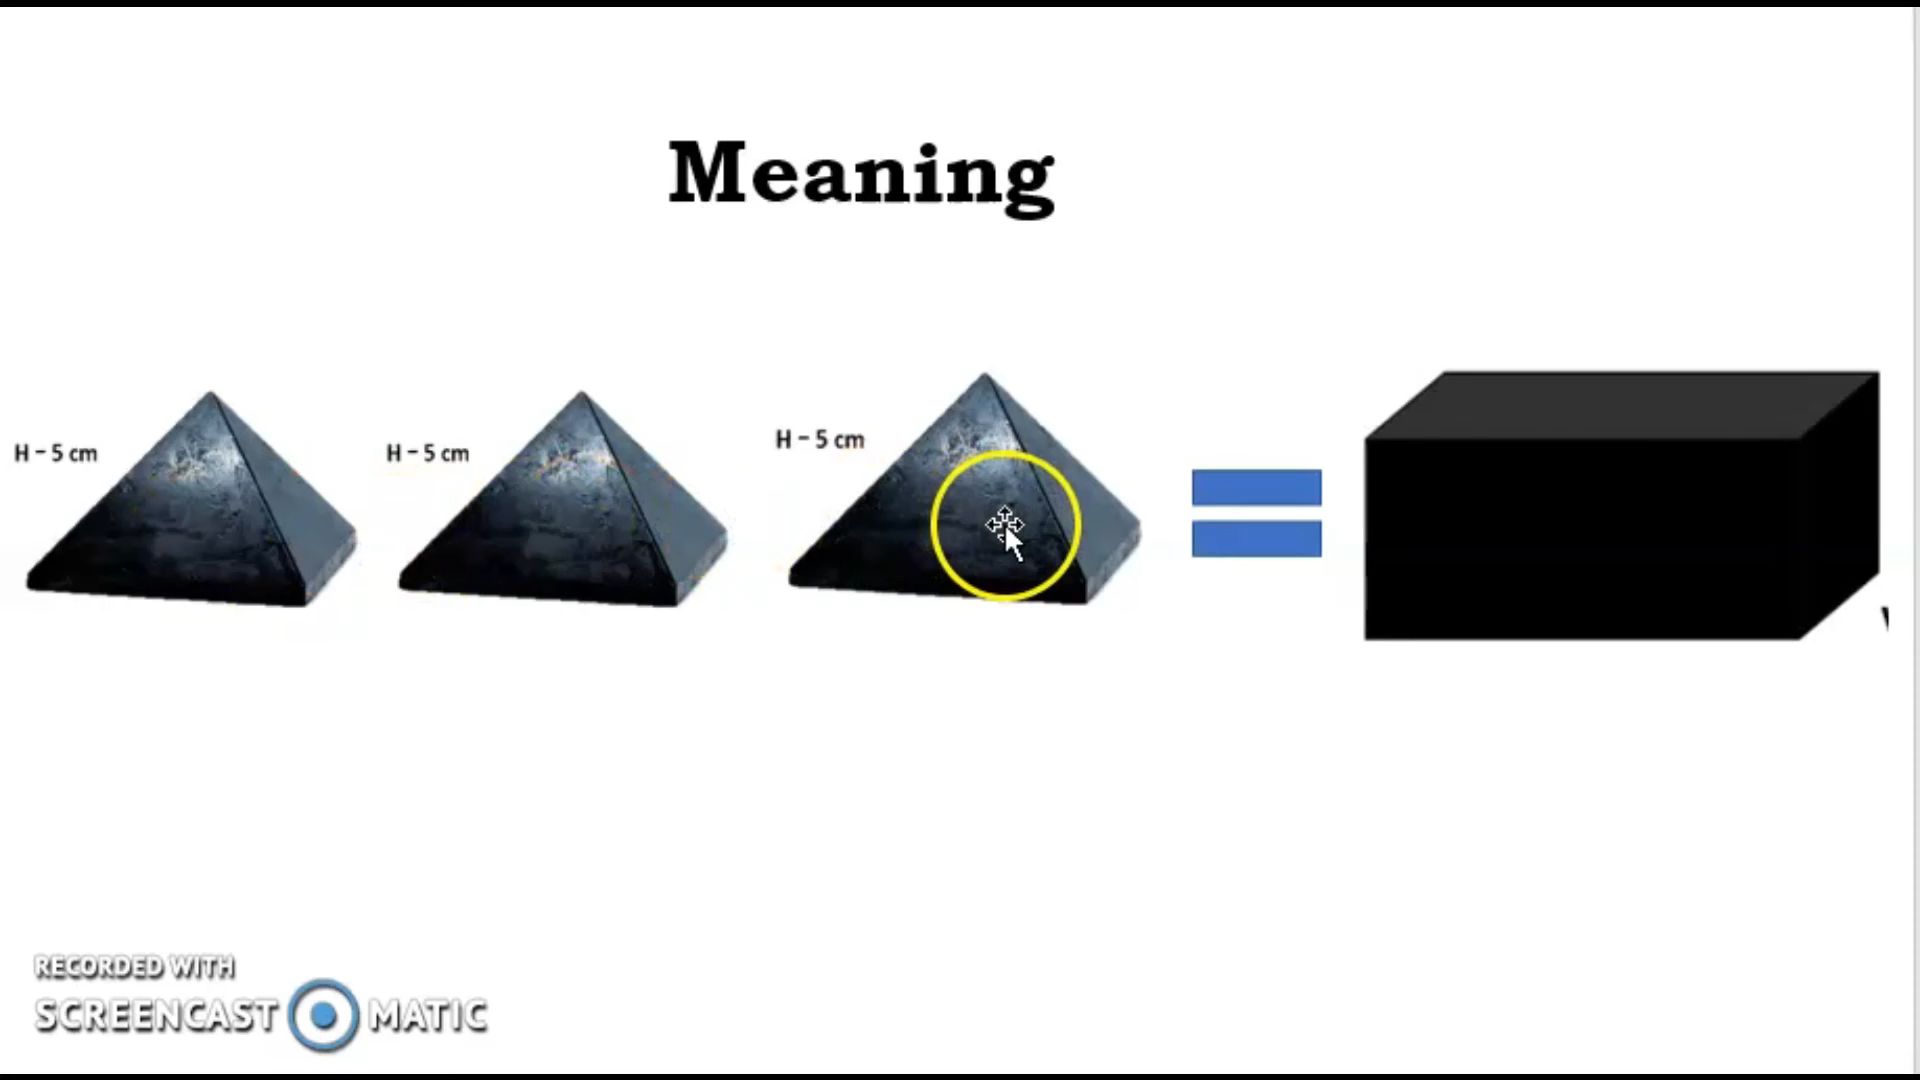 Meaning
H – 5 cm
H – 5 cm
H – 5 cm
RECORDED WITH
SCREENCAST MATIC